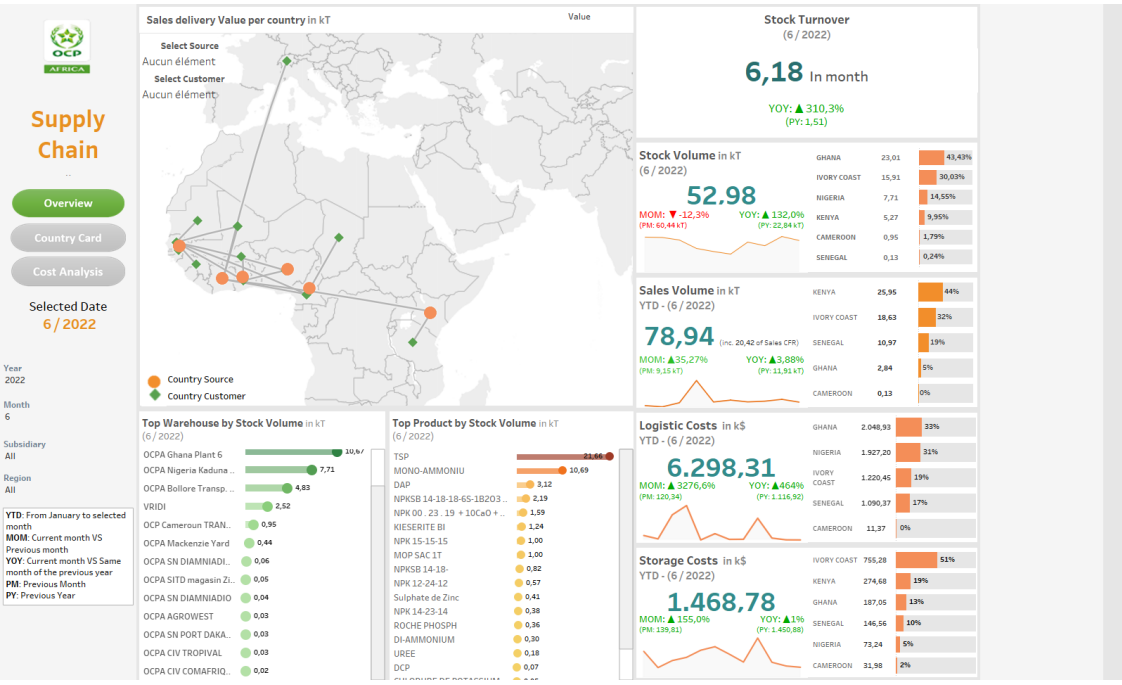 OCP
AFRICA
Supply
Chain
..
Overview
Country Card
Cost Analysis
Selected Date
6 / 2022
Year
2022
Month
6
Subsidiary
All
Region
All
YTD: From January to selected
month
MOM: Current month VS
Previous month
YOY: Current month VS Same
month of the previous year
PM: Previous Month
PY: Previous Year
Sales delivery Value per country in kT
Value
Select Source
Aucun élément
Select Customer
Aucun élément
Country Source
Country Customer
Top Warehouse by Stock Volume in kT
(6 / 2022)
OCPA Ghana Plant 6 10,67
OCPA Nigeria Kaduna .. 7,71
OCPA Bollore Transp. .. 4,83
VRIDI 2,52
OCP Cameroun TRAN.. 0,95
OCPA Mackenzie Yard 0,44
OCPA SN DIAMNIADI.. 0,06
OCPA SITD magasin Zi.. 0,05
OCPA SN DIAMNIADIO 0,04
OCPA AGROWEST 0,03
OCPA SN PORT DAKA.. 0,03
OCPA CIV TROPIVAL 0,03
OCPA CIV COMAFRIQ.. 0,02
Top Product by Stock Volume in kT
(6 / 2022)
TSP 21,66
MONO-AMMONIU 10,69
DAP 3,12
NPKSB 14-18-18-6S-1B2O3 .. 2,19
NPK 00 . 23 . 19 + 10CaO + .. 1,59
KIESERITE BI 1,24
NPK 15-15-15 1,00
MOP SAC 1T 1,00
NPKSB 14-18- 0,82
NPK 12-24-12 0,57
Sulphate de Zinc 0,41
NPK 14-23-14 0,38
ROCHE PHOSPH 0,36
DI-AMMONIUM 0,30
UREE 0,18
DCP 0,07
Stock Turnover
(6 / 2022)
6,18 In month
YOY: ▲ 310,3%
(PY: 1,51)
Stock Volume in kT
(6 / 2022)
52,98
MOM: ▼ -12,3% YOY: ▲ 132,0%
(PM: 60,44 kT) (PY: 22,84 kT)
GHANA 23,01 43,43%
IVORY COAST 15,91 30,03%
NIGERIA 7,71 14,55%
KENYA 5,27 9,95%
CAMEROON 0,95 1,79%
SENEGAL 0,13 0,24%
Sales Volume in kT
YTD - (6 / 2022)
78,94 (inc. 20,42 of Sales CFR)
MOM: ▲35,27% YOY: ▲3,88%
(PM: 9,15 kT) (PY: 11,91 kT)
KENYA 25,95 44%
IVORY COAST 18,63 32%
SENEGAL 10,97 19%
GHANA 2,84 5%
CAMEROON 0,13 0%
Logistic Costs in k$
YTD - (6 / 2022)
6.298,31
MOM: ▲ 3276,6% YOY: ▲464%
(PM: 120,34) (PY: 1.116,92)
GHANA 2.048,93 33%
NIGERIA 1.927,20 31%
IVORY
COAST 1.220,45 19%
SENEGAL 1.090,37 17%
CAMEROON 11,37 0%
Storage Costs in k$
YTD - (6 / 2022)
1.468,78
MOM: ▲ 155,0% YOY: ▲1%
(PM: 139,81) (PY: 1.450,88)
IVORY COAST 755,28 51%
KENYA 274,68 19%
GHANA 187,05 13%
SENEGAL 146,56 10%
NIGERIA 73,24 5%
CAMEROON 31,98 2%